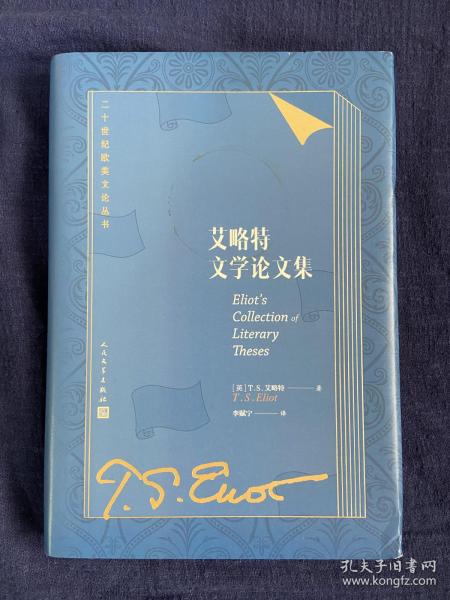 二十世纪欧美文论丛书
艾略特
文学论文集
Eliot's
Collection of
Literary
Theses
[英]T.S.艾略特 著
T.S.Eliot
李赋宁 译
人民文学出版社
T.S. Eliot
孔夫子旧书网
www.kongfz.com